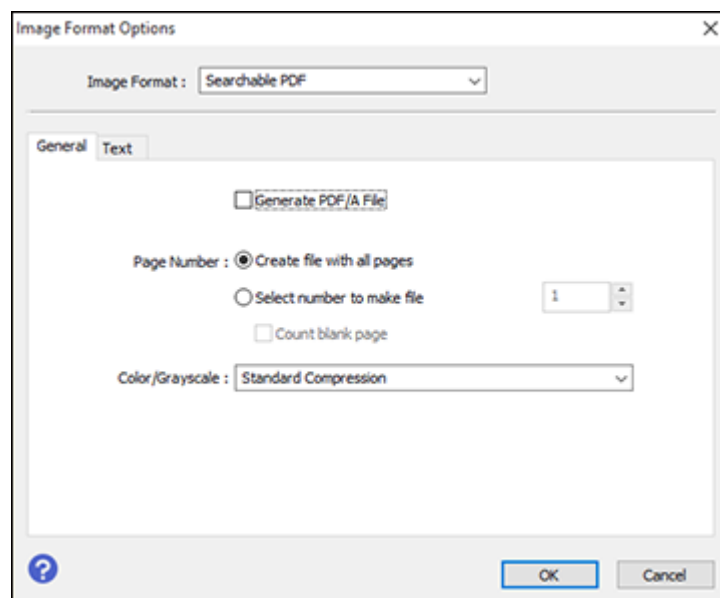 Image Format Options
Image Format : Searchable PDF
General Text
Generate PDF/A File
Page Number : Create file with all pages
Select number to make file 1
Count blank page
Color/Grayscale : Standard Compression
? OK Cancel